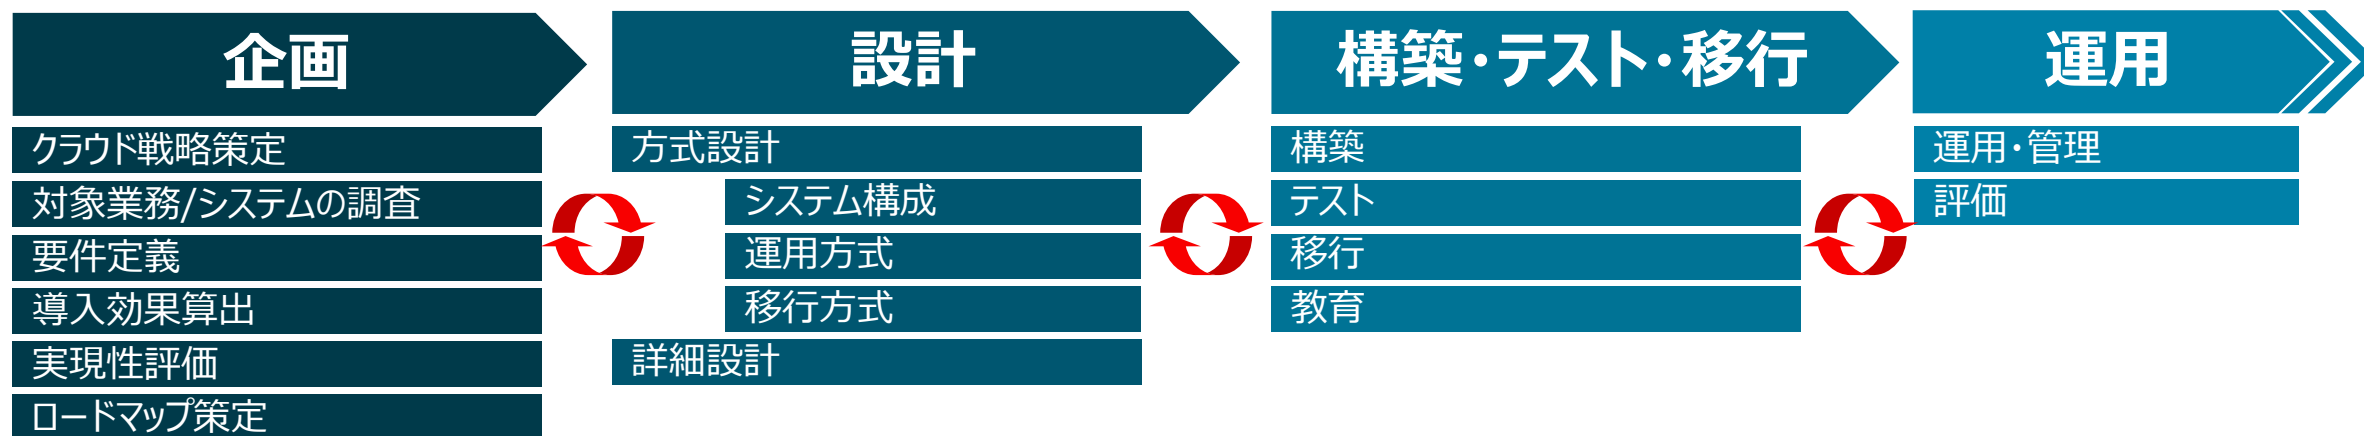 企画
クラウド戦略策定
対象業務/システムの調査
要件定義
導入効果算出
実現性評価
ロードマップ策定
設計
方式設計
システム構成
運用方式
移行方式
詳細設計
構築・テスト・移行
構築
テスト
移行
教育
運用
運用・管理
評価